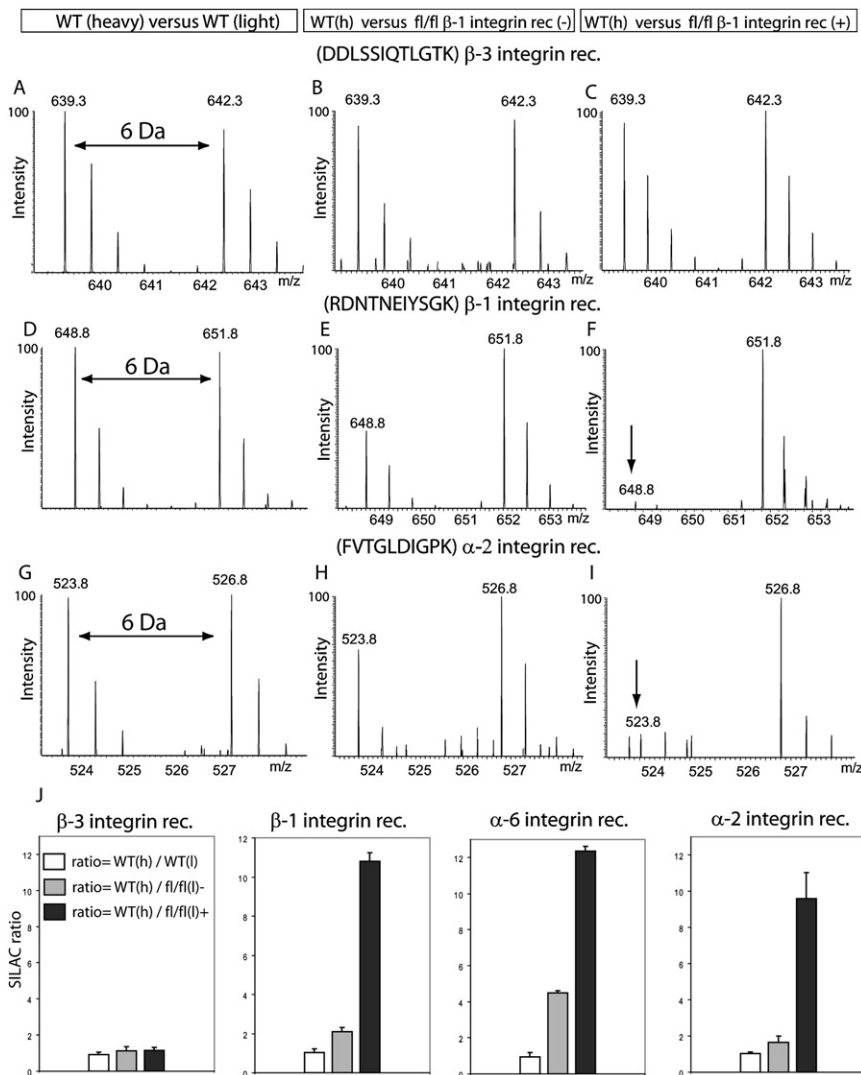 WT (heavy) versus WT (light)
WT(h) versus fl/fl β-1 integrin rec (-)
WT(h) versus fl/fl β-1 integrin rec (+)
(DDLSSIQTLGTK) β-3 integrin rec.
A
639.3
642.3
100
6 Da
Intensity
640 641 642 643 m/z
B
639.3
642.3
100
Intensity
640 641 642 643 m/z
C
639.3
642.3
100
Intensity
640 641 642 643 m/z
(RDNTNEIYSGK) β-1 integrin rec.
D
648.8
651.8
100
6 Da
Intensity
E
651.8
100
648.8
Intensity
649 650 651 652 653 m/z
F
651.8
100
648.8
Intensity
649 650 651 652 653 m/z
(FVTGLDIGPK) α-2 integrin rec.
G
523.8
526.8
100
6 Da
Intensity
524 525 526 527 m/z
H
526.8
100
523.8
Intensity
524 525 526 527 m/z
I
526.8
100
523.8
Intensity
524 525 526 527 m/z
J
β-3 integrin rec.
β-1 integrin rec.
α-6 integrin rec.
α-2 integrin rec.
ratio= WT(h) / WT(l)
ratio= WT(h) / fl/fl(l)-
ratio= WT(h) / fl/fl(l)+
SILAC ratio
12
10
8
6
4
2
0
12
10
8
6
4
2
0
12
10
8
6
4
2
0
12
10
8
6
4
2
0